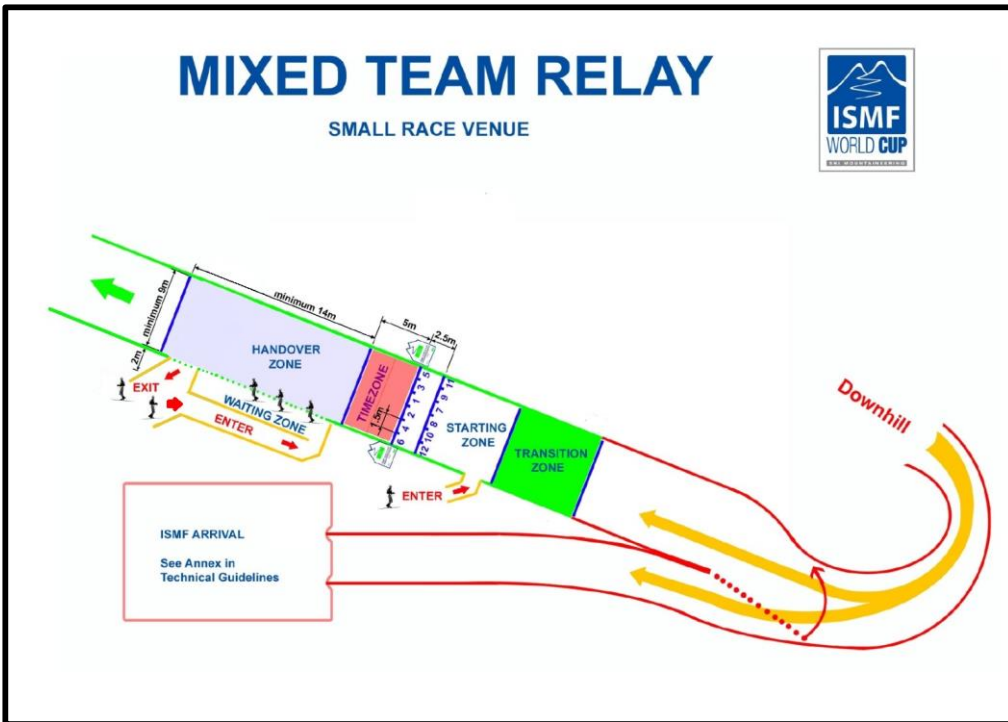 MIXED TEAM RELAY
SMALL RACE VENUE
ISMF
WORLD CUP
SKI MOUNTAINEERING
minimum 14m
5m
2.5m
minimum 9m
2m
HANDOVER
ZONE
TIMEZONE
1.5m
5
3
1
2
4
6
11
9
7
8
10
12
EXIT
WAITING ZONE
ENTER
STARTING
ZONE
TRANSITION
ZONE
ENTER
Downhill
ISMF ARRIVAL
See Annex in
Technical Guidelines